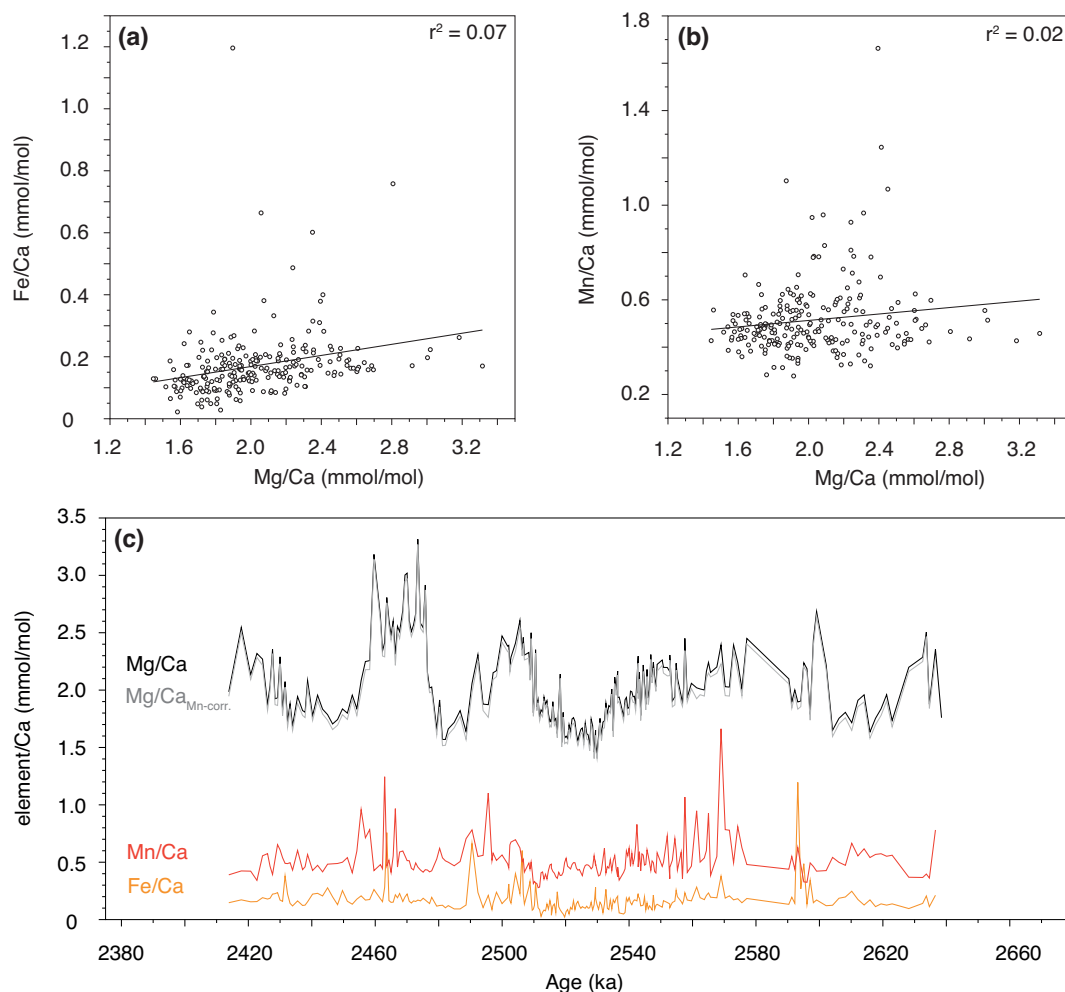 (a)
r² = 0.07
Fe/Ca (mmol/mol)
1.2
1.0
0.8
0.6
0.4
0.2
0
1.2 1.6 2.0 2.4 2.8 3.2
Mg/Ca (mmol/mol)
(b)
r² = 0.02
Mn/Ca (mmol/mol)
1.8
1.4
1.0
0.6
0.2
1.2 1.6 2.0 2.4 2.8 3.2
Mg/Ca (mmol/mol)
(c)
element/Ca (mmol/mol)
3.5
3.0
2.5
2.0
1.5
1.0
0.5
0
Mg/Ca
Mg/Ca Mn-corr.
Mn/Ca
Fe/Ca
2380 2420 2460 2500 2540 2580 2620 2660
Age (ka)